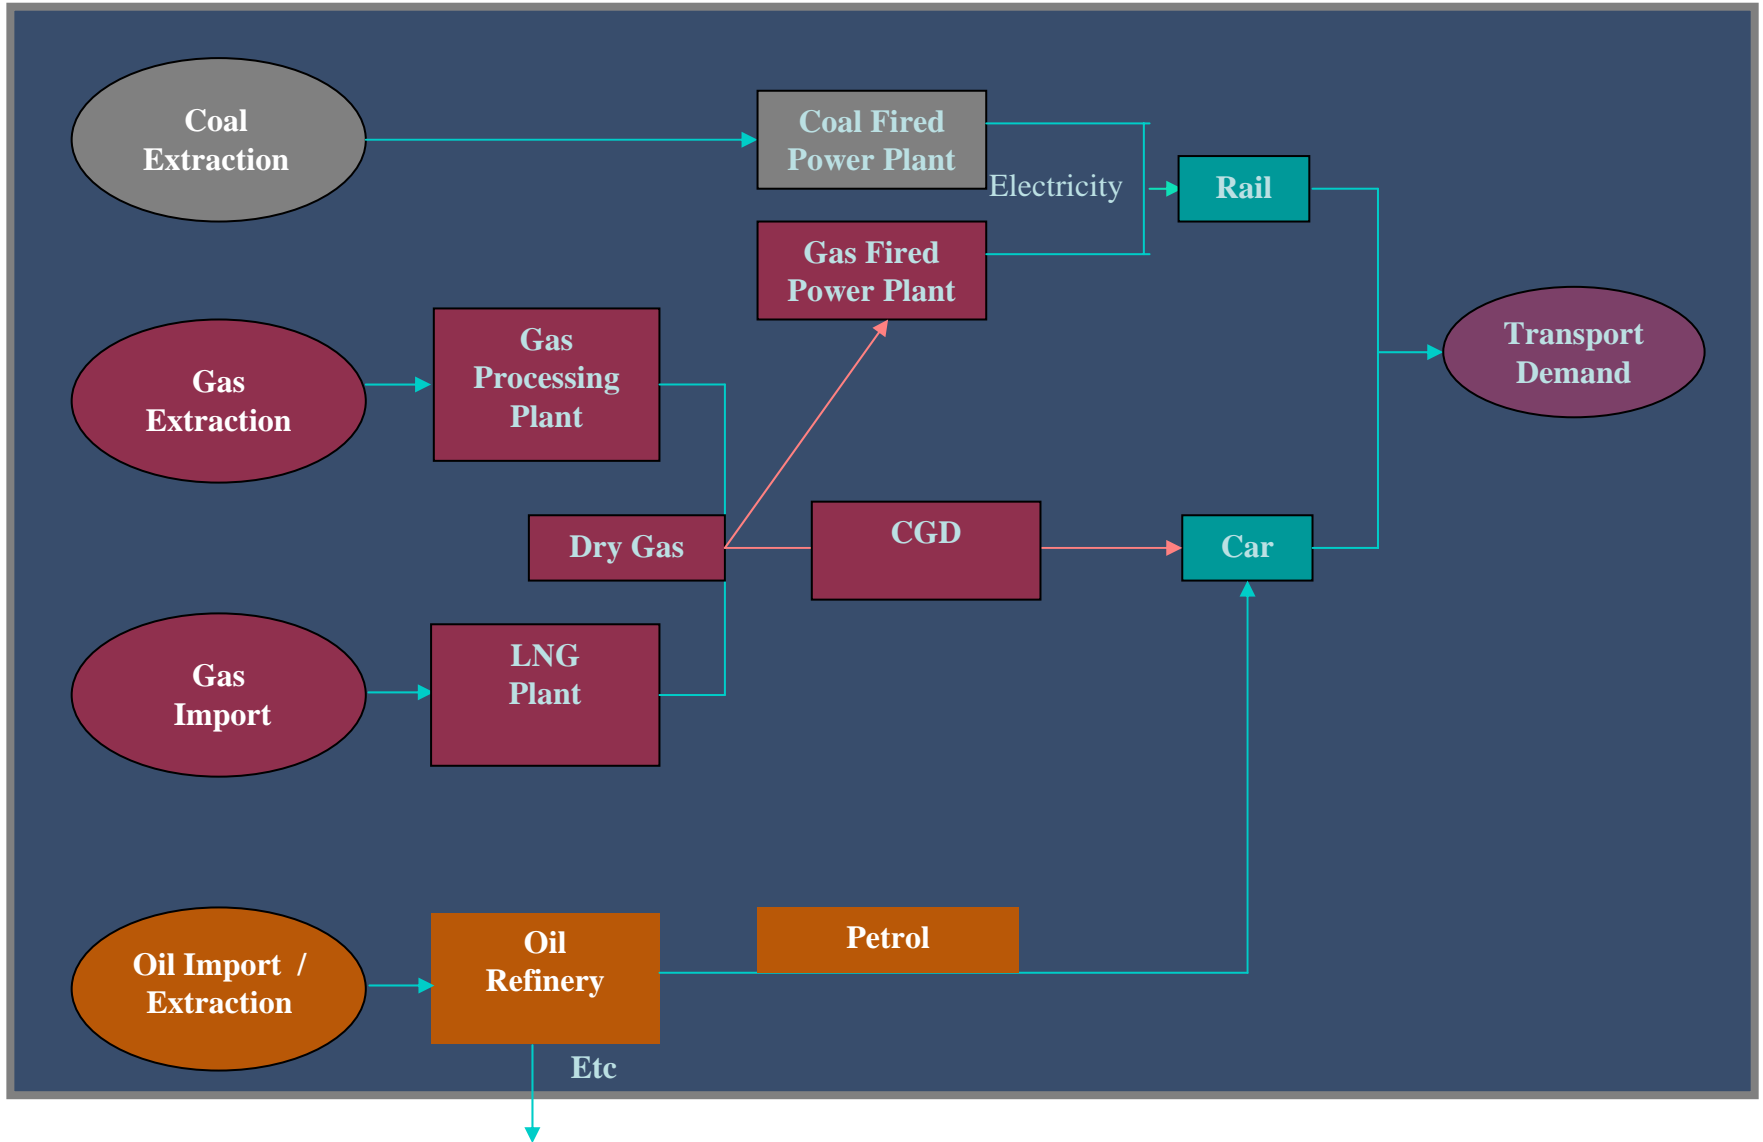 Coal
Extraction
Coal Fired
Power Plant
Electricity
Rail
Gas Fired
Power Plant
Gas
Extraction
Gas
Processing
Plant
Transport
Demand
Dry Gas
CGD
Car
Gas
Import
LNG
Plant
Oil Import /
Extraction
Oil
Refinery
Petrol
Etc